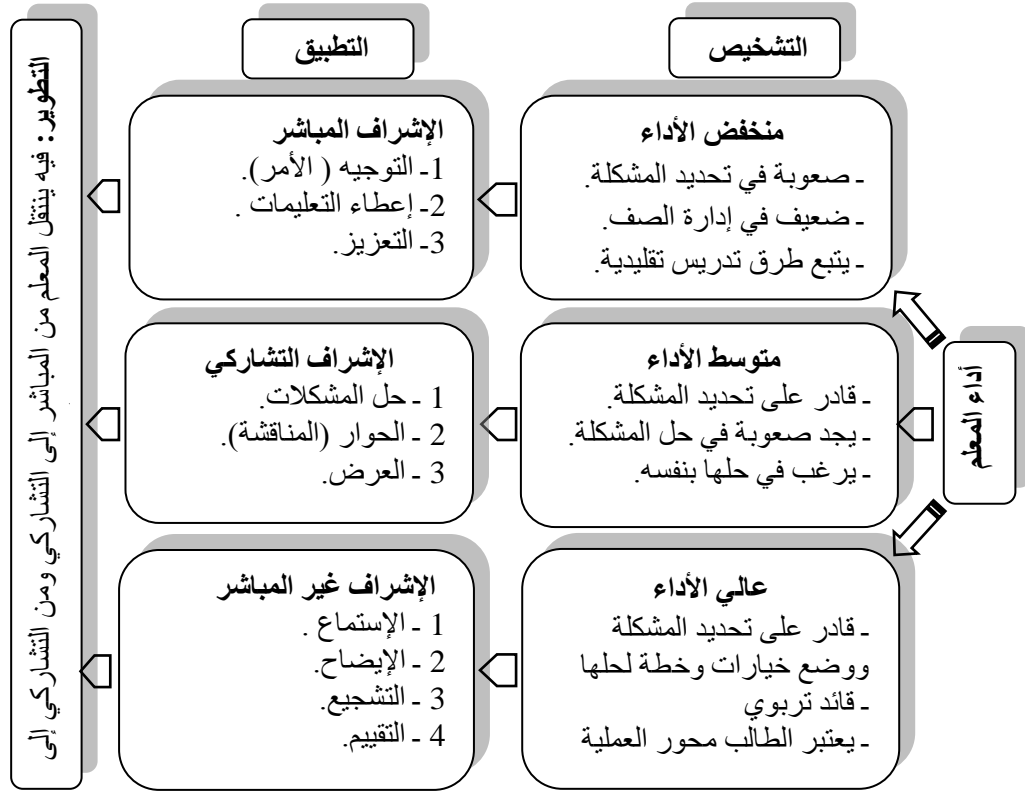 التشخيص
التطبيق
أداء المعلم
منخفض الأداء
ـ صعوبة في تحديد المشكلة.
ـ ضعيف في إدارة الصف.
ـ يتبع طرق تدريس تقليدية.
الإشراف المباشر
1ـ التوجيه ( الأمر).
2ـ إعطاء التعليمات .
3ـ التعزيز.
متوسط الأداء
ـ قادر على تحديد المشكلة.
ـ يجد صعوبة في حل المشكلة.
ـ يرغب في حلها بنفسه.
الإشراف التشاركي
1 ـ حل المشكلات.
2 ـ الحوار (المناقشة).
3 ـ العرض.
عالي الأداء
ـ قادر على تحديد المشكلة
ووضع خيارات وخطة لحلها
ـ قائد تربوي
ـ يعتبر الطالب محور العملية
الإشراف غير المباشر
1 ـ الإستماع .
2 ـ الإيضاح.
3 ـ التشجيع.
4 ـ التقييم.
التطوير: فيه ينتقل المعلم من المباشر إلى التشاركي ومن التشاركي إلى